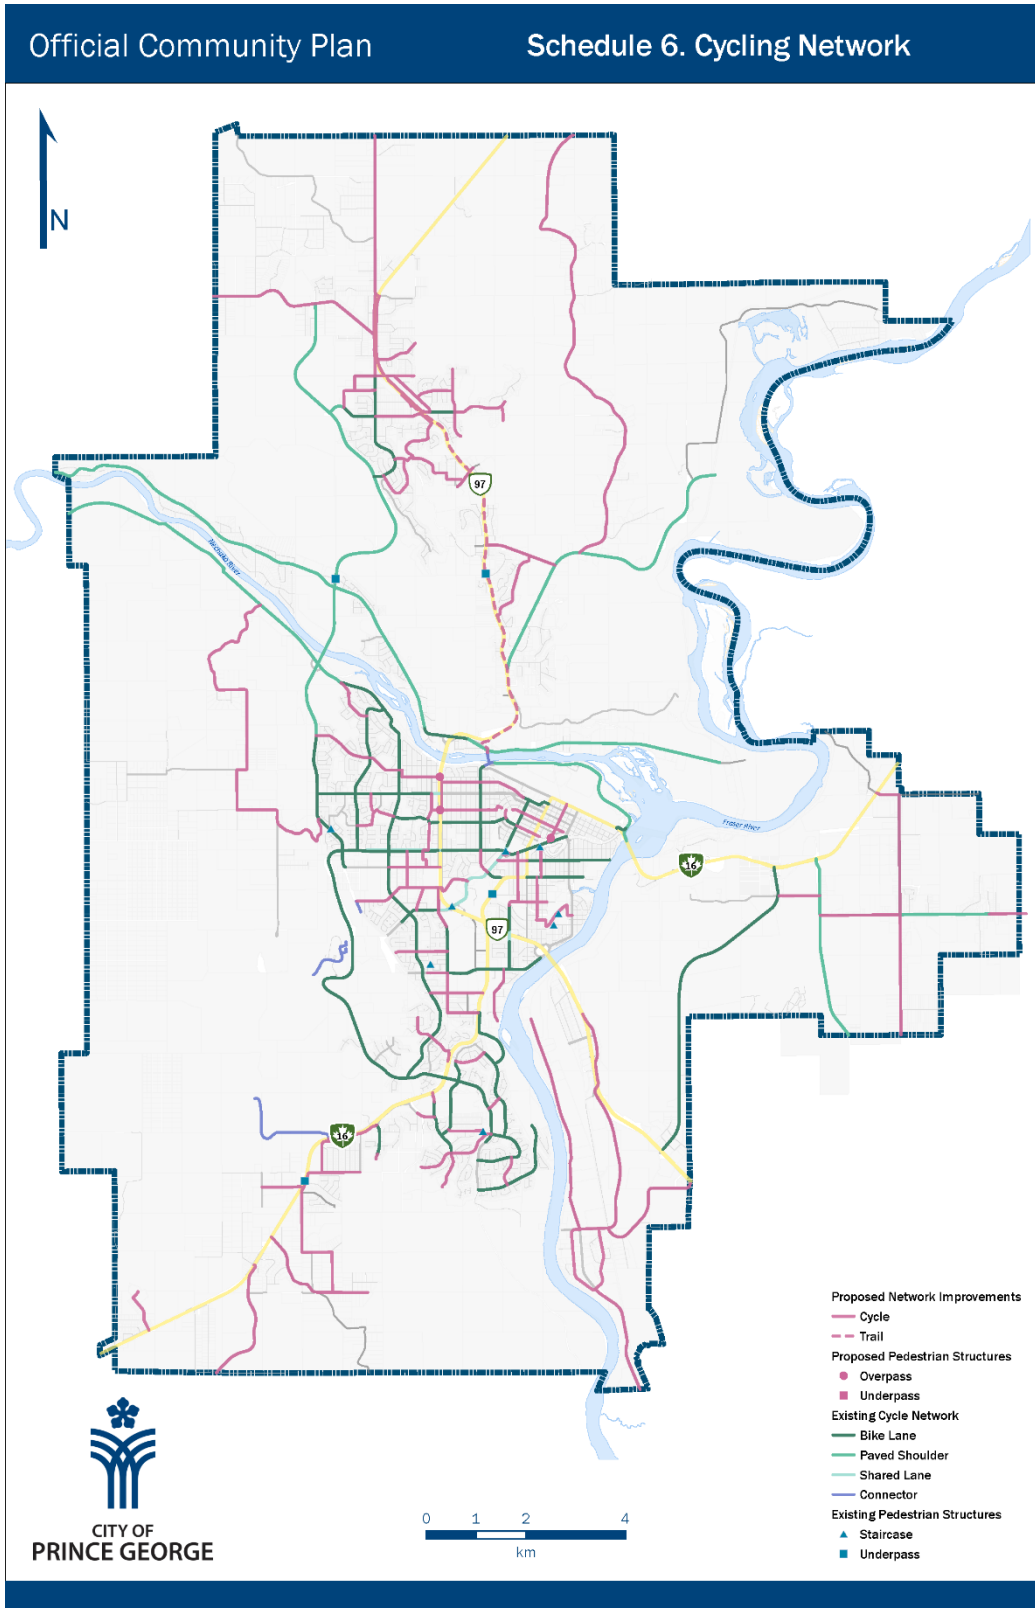 Official Community Plan
Schedule 6. Cycling Network
N
97
Nechako River
Fraser River
16
97
16
Proposed Network Improvements
Cycle
Trail
Proposed Pedestrian Structures
Overpass
Underpass
Existing Cycle Network
Bike Lane
Paved Shoulder
Shared Lane
Connector
Existing Pedestrian Structures
Staircase
Underpass
0 1 2 4
km
CITY OF
PRINCE GEORGE